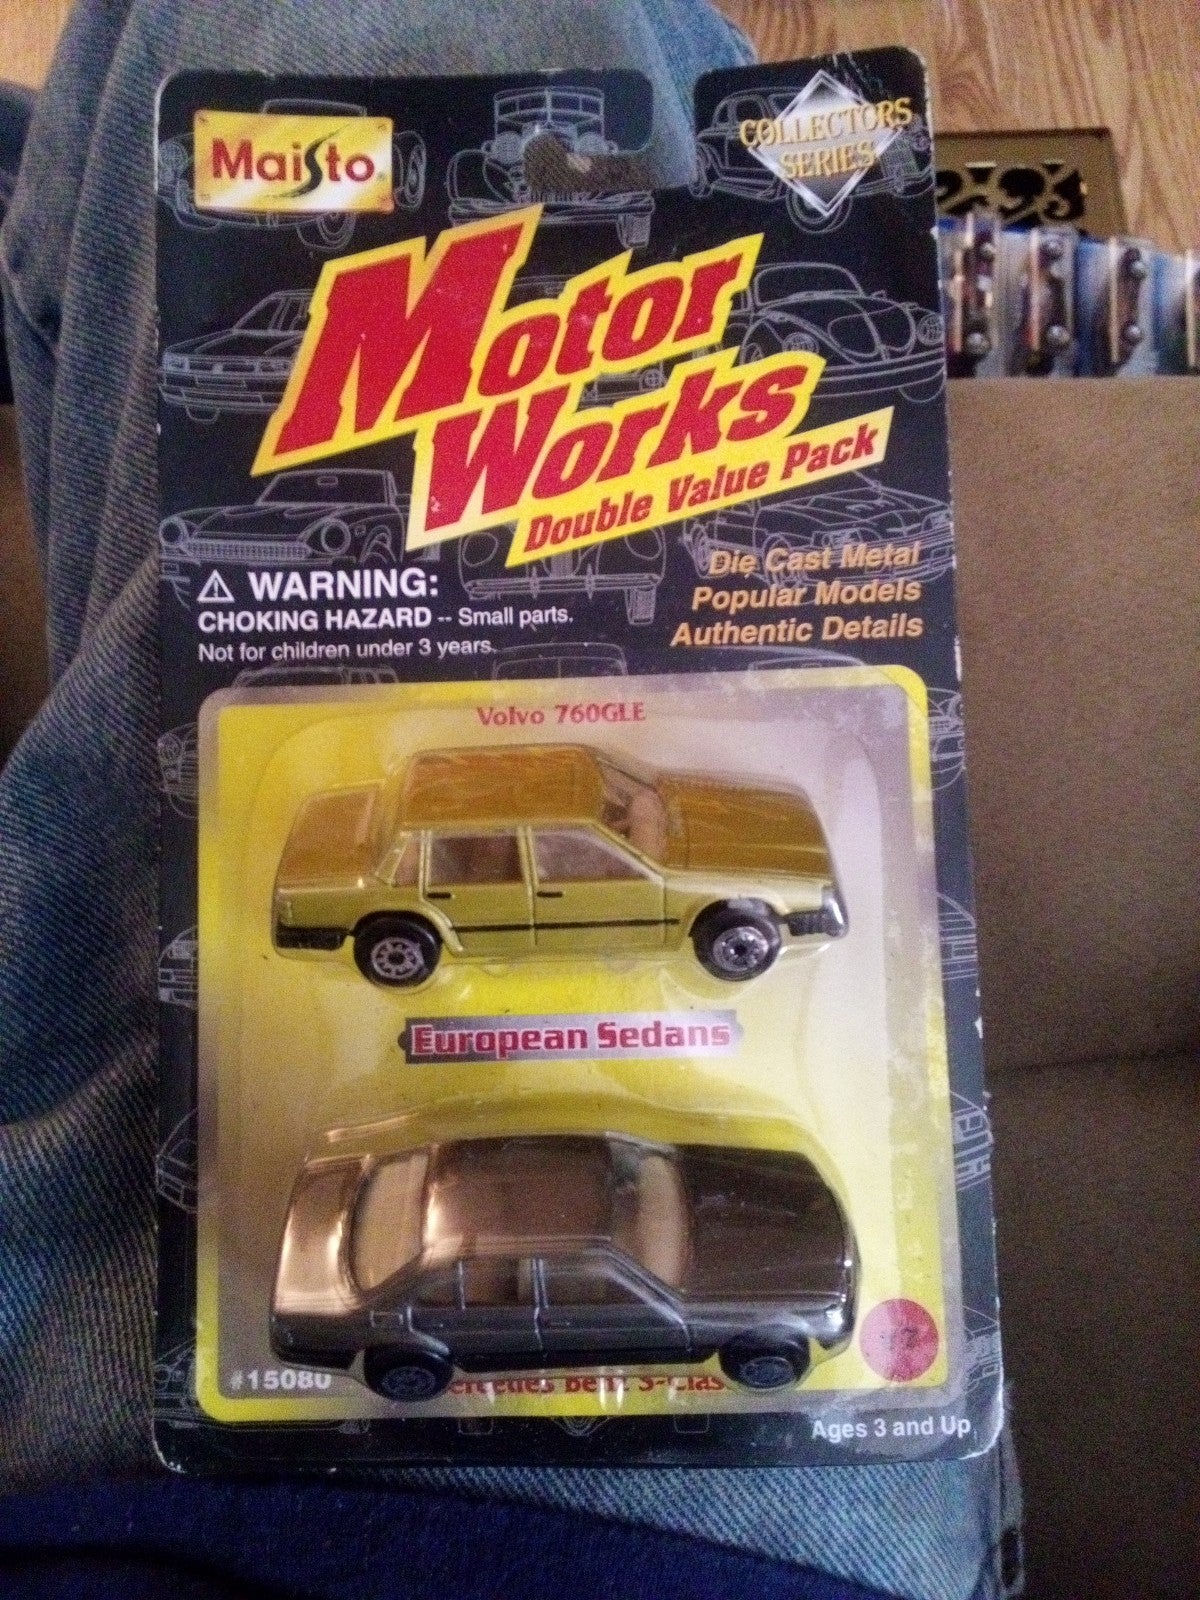 Maisto
COLLECTORS
SERIES
Motor
Works
Double Value Pack
Die Cast Metal
Popular Models
Authentic Details
WARNING:
CHOKING HAZARD -- Small parts.
Not for children under 3 years.
Volvo 760GLE
European Sedans
#15080
S-Class
Ages 3 and Up